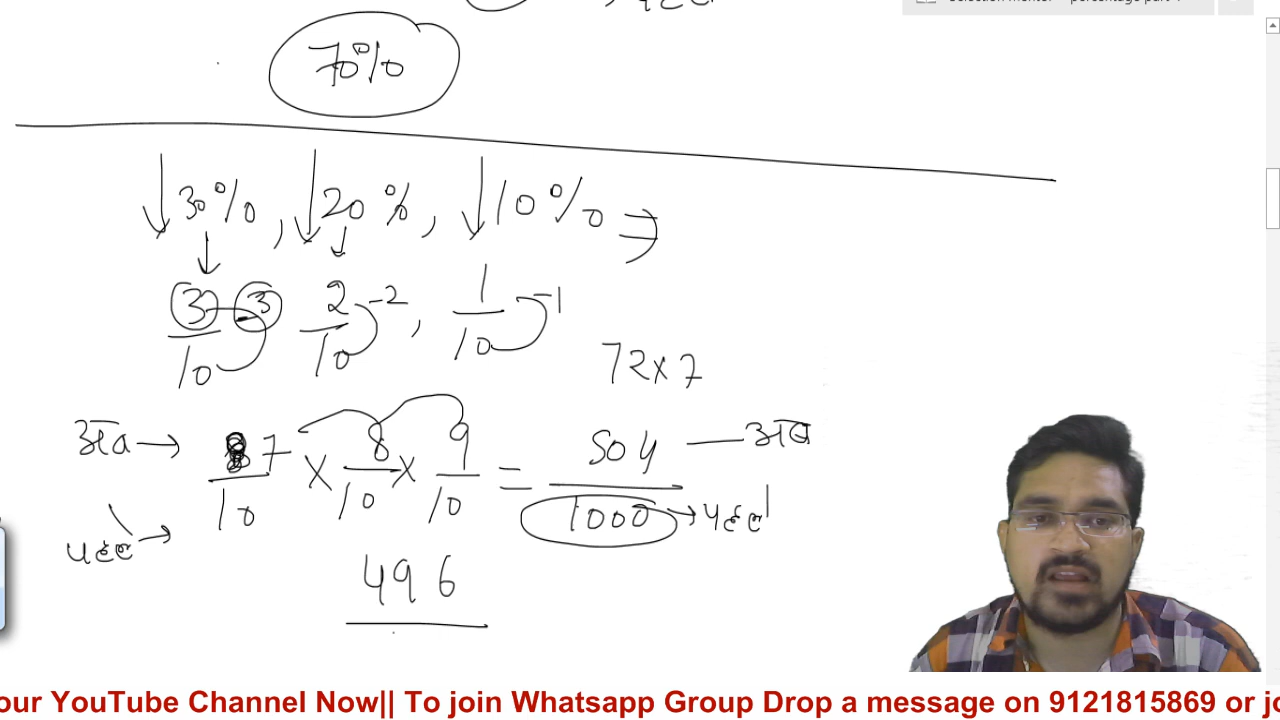 70%
↓30%, ↓20%, ↓10% ⇒
3/10 -3 2/10 -2, 1/10 -1
72x7
अब → 7/10 x 8/10 x 9/10 = 504/1000 — अब
पहले → → पहले
496
our YouTube Channel Now|| To join Whatsapp Group Drop a message on 9121815869 or jo